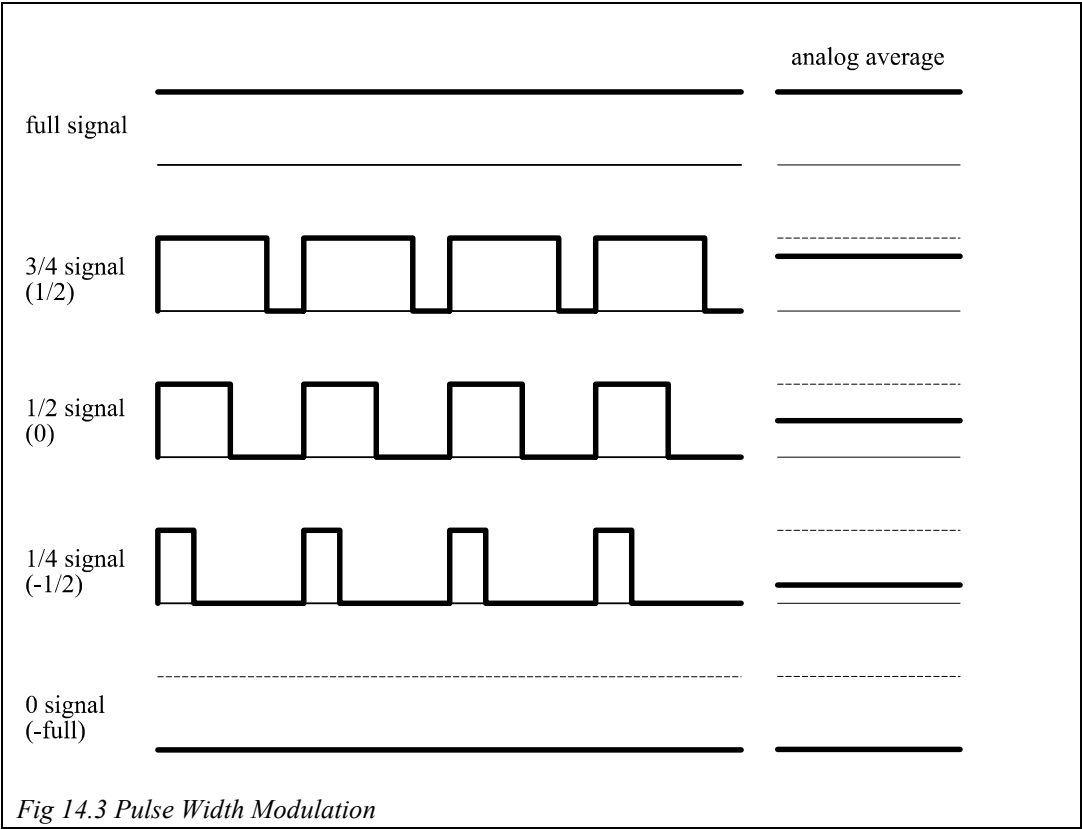 analog average
full signal
3/4 signal
(1/2)
1/2 signal
(0)
1/4 signal
(-1/2)
0 signal
(-full)
Fig 14.3 Pulse Width Modulation